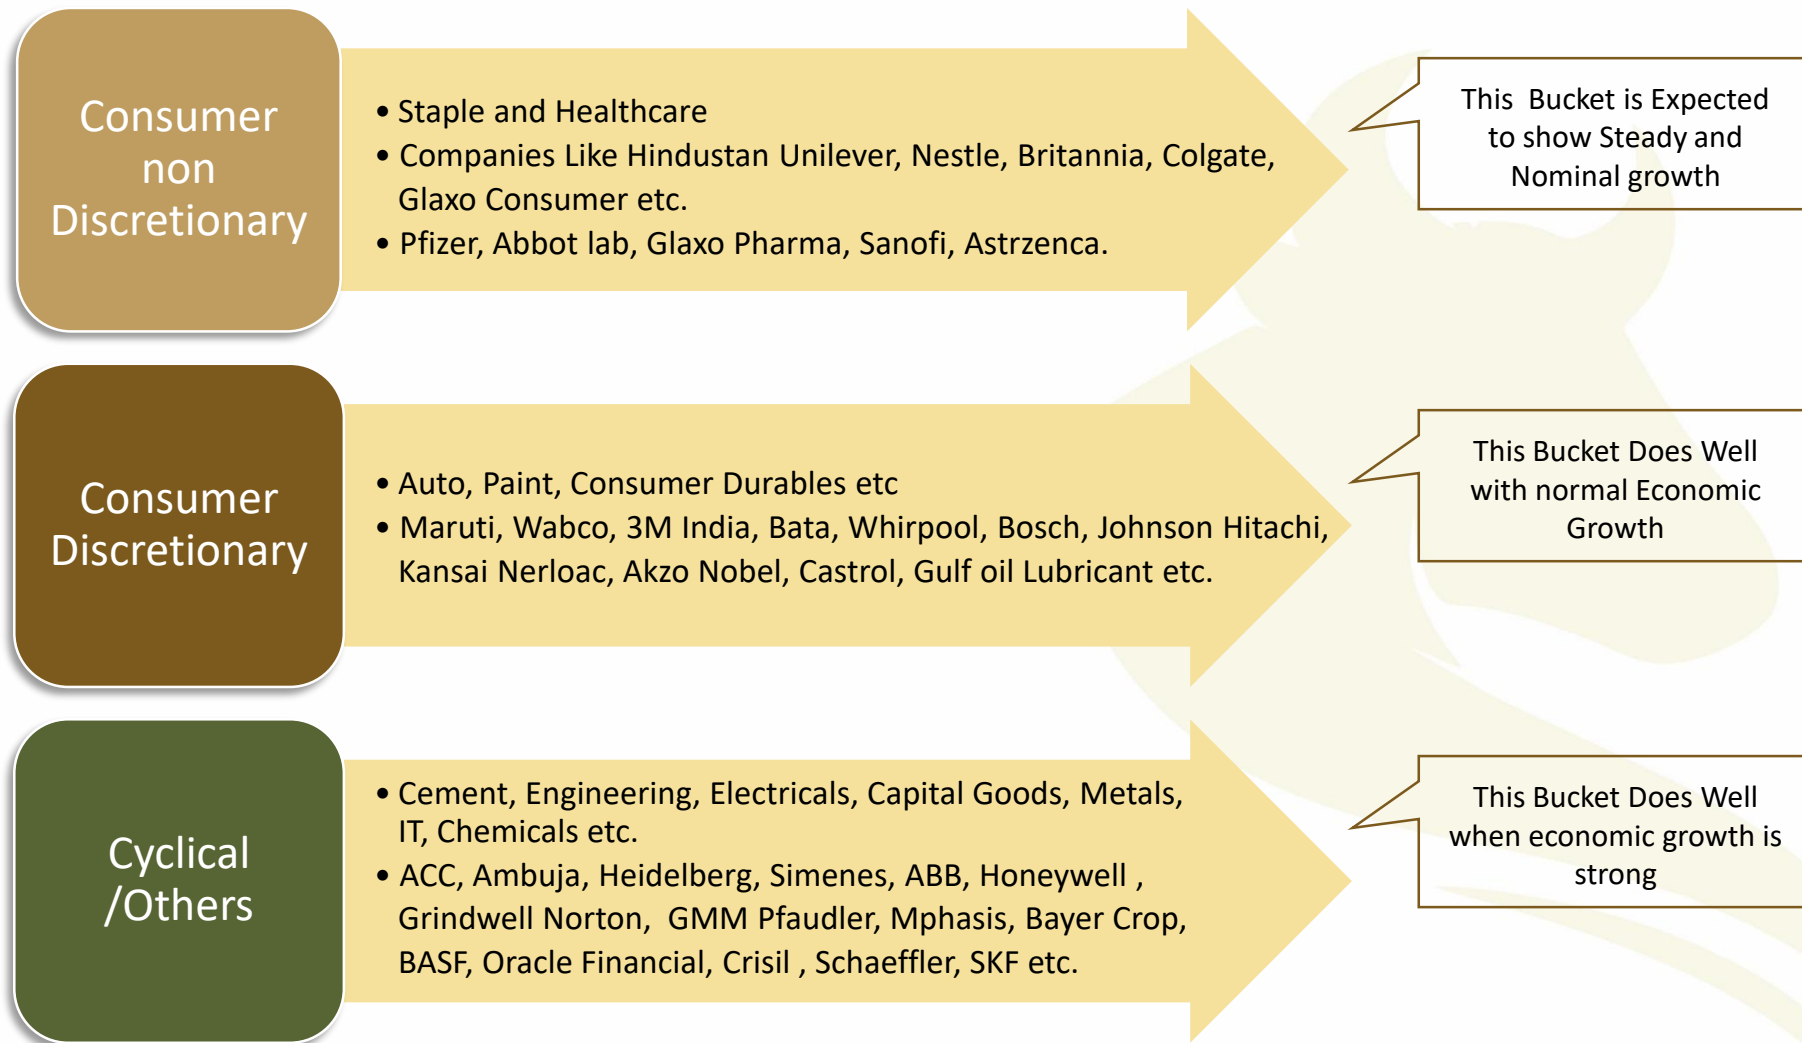 Consumer
non
Discretionary
• Staple and Healthcare
• Companies Like Hindustan Unilever, Nestle, Britannia, Colgate,
Glaxo Consumer etc.
• Pfizer, Abbot lab, Glaxo Pharma, Sanofi, Astrzenca.
This Bucket is Expected
to show Steady and
Nominal growth
Consumer
Discretionary
• Auto, Paint, Consumer Durables etc
• Maruti, Wabco, 3M India, Bata, Whirpool, Bosch, Johnson Hitachi,
Kansai Nerloac, Akzo Nobel, Castrol, Gulf oil Lubricant etc.
This Bucket Does Well
with normal Economic
Growth
Cyclical
/Others
• Cement, Engineering, Electricals, Capital Goods, Metals,
IT, Chemicals etc.
• ACC, Ambuja, Heidelberg, Simenes, ABB, Honeywell ,
Grindwell Norton, GMM Pfaudler, Mphasis, Bayer Crop,
BASF, Oracle Financial, Crisil , Schaeffler, SKF etc.
This Bucket Does Well
when economic growth is
strong